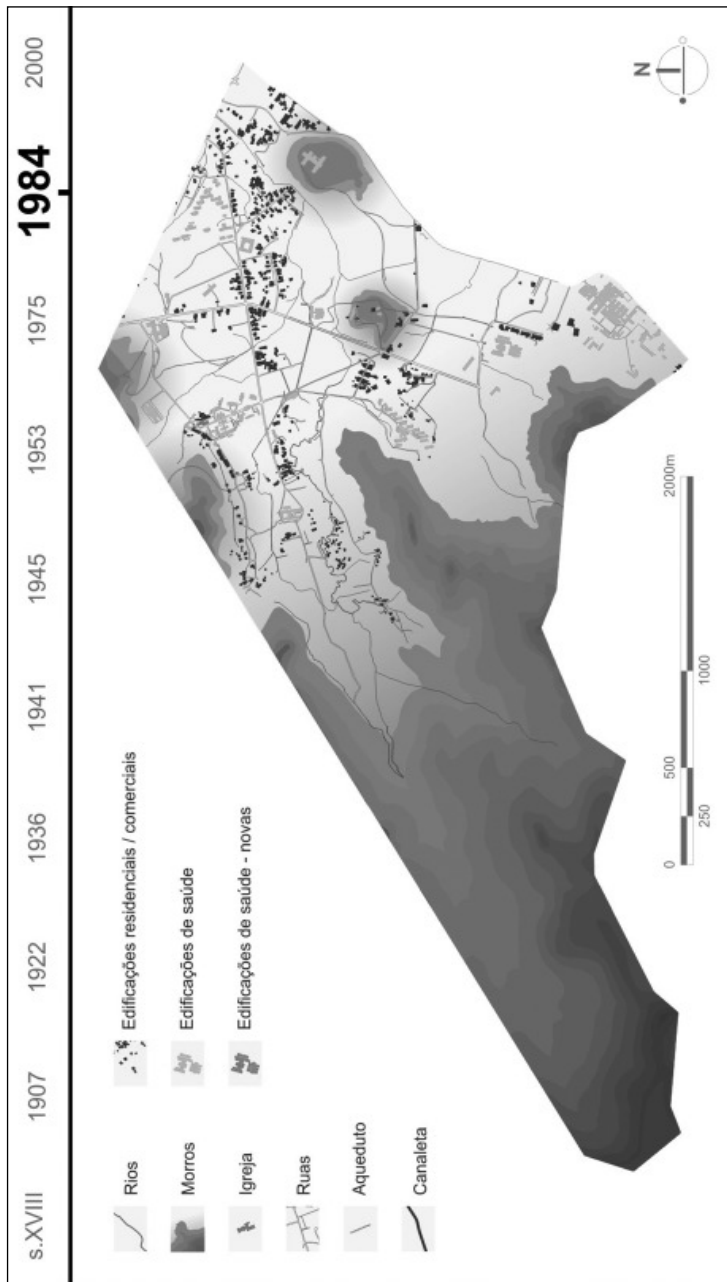 s.XVIII 1907 1922 1936 1941 1945 1953 1975 1984 2000
Rios
Morros
Igreja
Ruas
Aqueduto
Canaleta
Edificações residenciais / comerciais
Edificações de saúde
Edificações de saúde - novas
0 500 2000m
250 1000
N